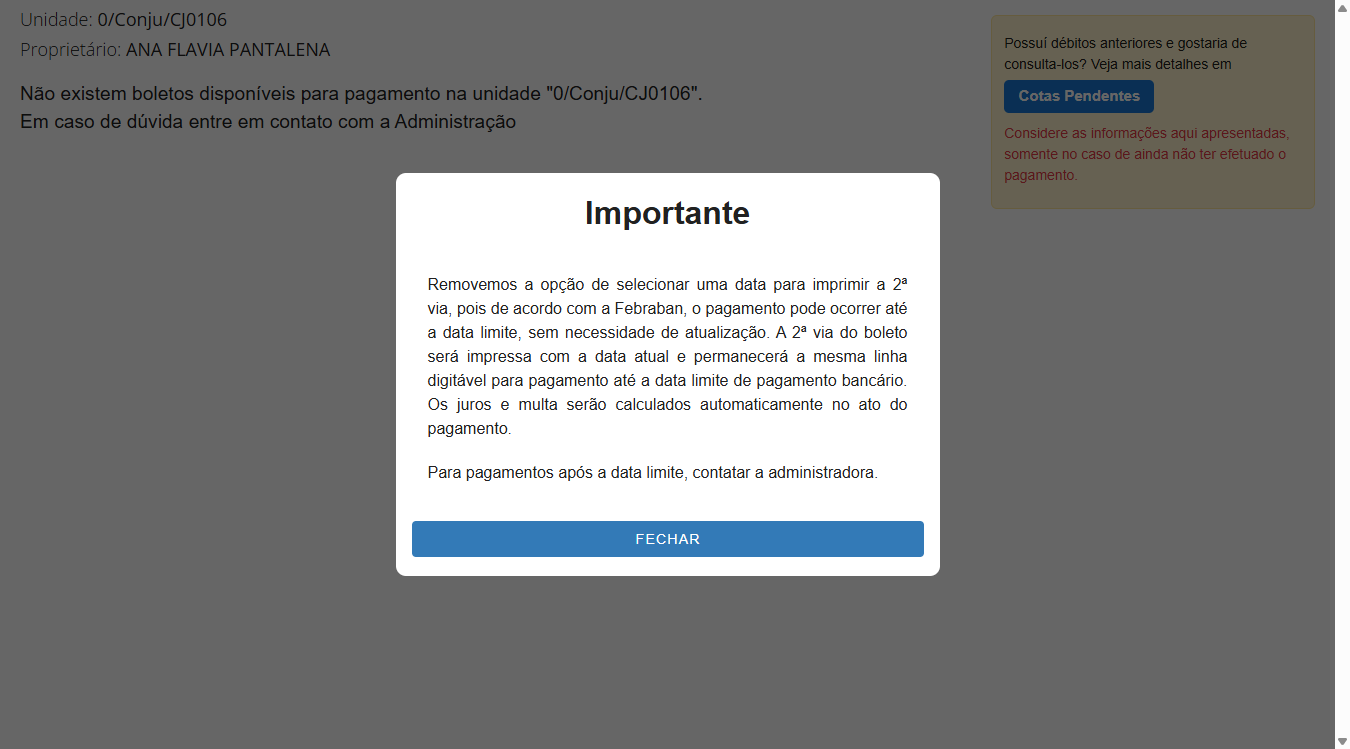 Unidade: 0/Conju/CJ0106
Proprietário: ANA FLAVIA PANTALENA
Não existem boletos disponíveis para pagamento na unidade "0/Conju/CJ0106".
Em caso de dúvida entre em contato com a Administração
Possuí débitos anteriores e gostaria de
consulta-los? Veja mais detalhes em
Cotas Pendentes
Considere as informações aqui apresentadas,
somente no caso de ainda não ter efetuado o
pagamento.
Importante
Removemos a opção de selecionar uma data para imprimir a 2ª
via, pois de acordo com a Febraban, o pagamento pode ocorrer até
a data limite, sem necessidade de atualização. A 2ª via do boleto
será impressa com a data atual e permanecerá a mesma linha
digitável para pagamento até a data limite de pagamento bancário.
Os juros e multa serão calculados automaticamente no ato do
pagamento.
Para pagamentos após a data limite, contatar a administradora.
FECHAR